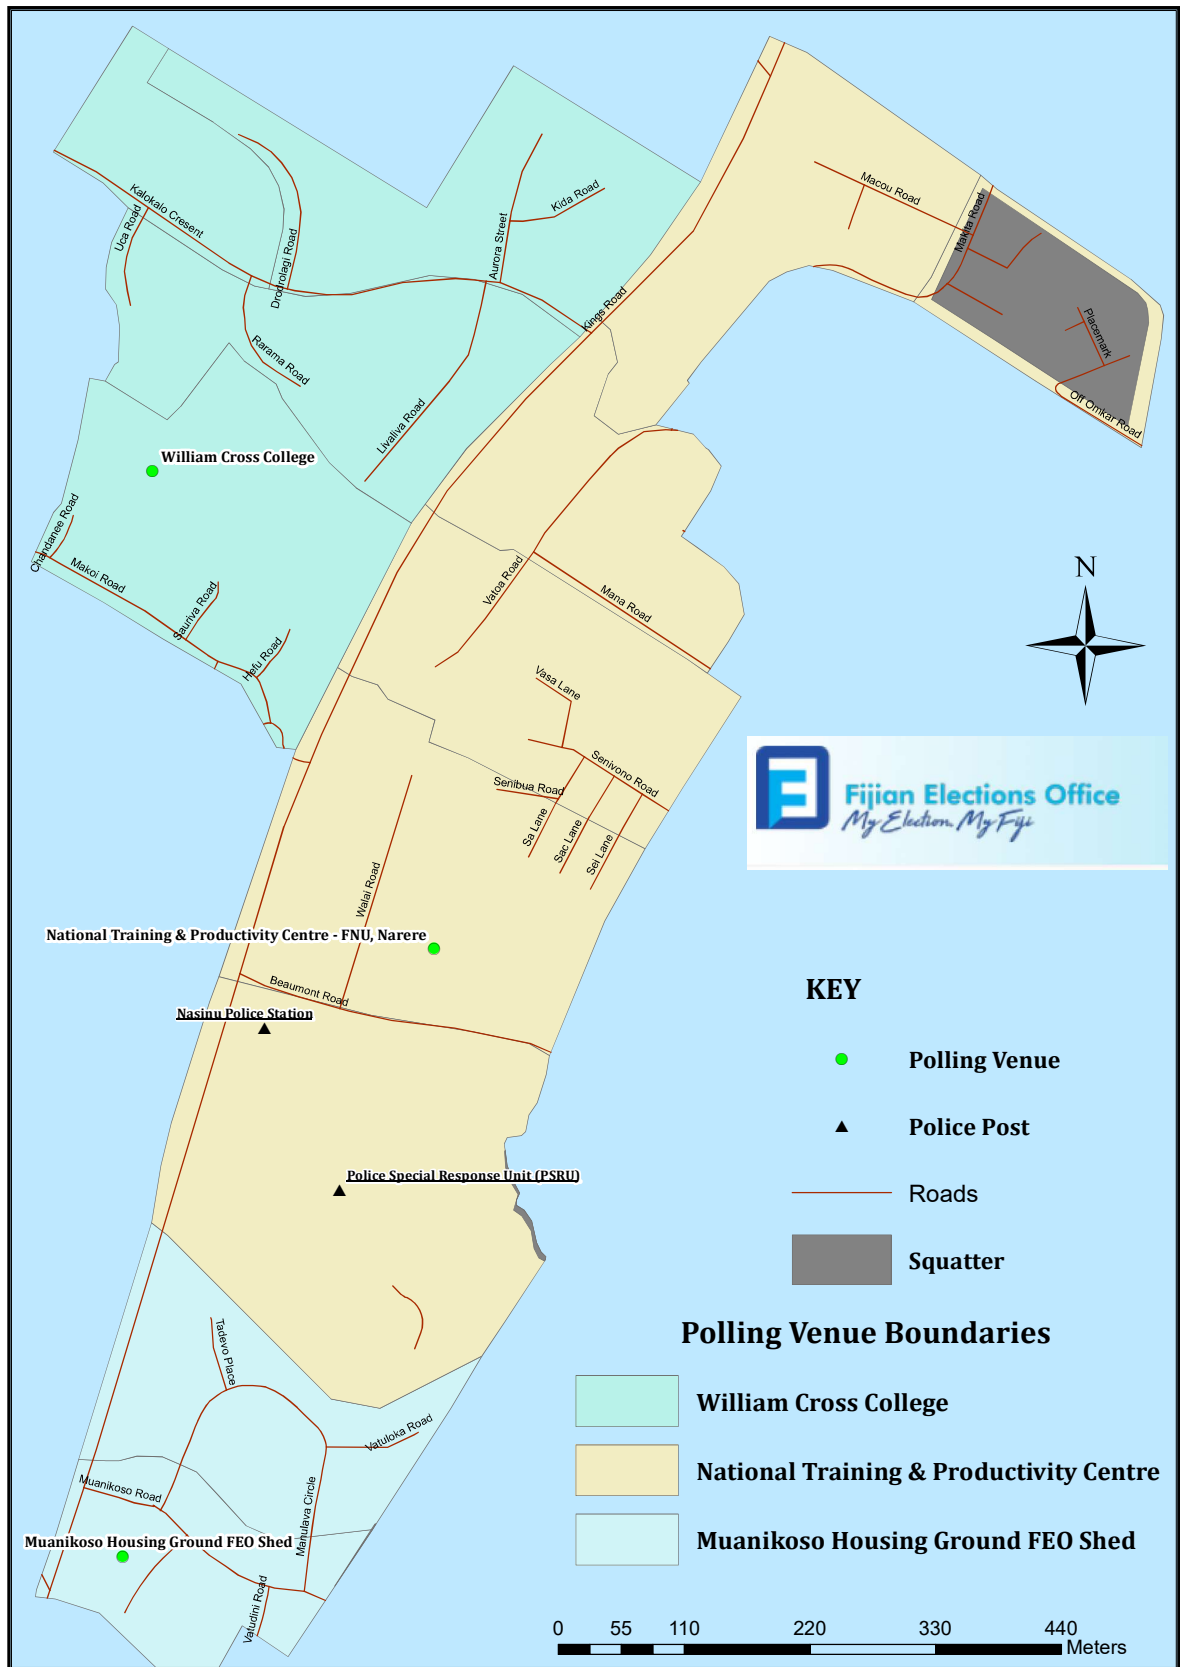 Kalokalo Cresent
Uca Road
Drodrolagi Road
Aurora Street
Kida Road
Rarama Road
Livaliva Road
Kings Road
Macou Road
Makita Road
Placemark
Off Omkar Road
William Cross College
Chandanee Road
Makoi Road
Sauriva Road
Hefu Road
Vatoa Road
Mana Road
N
Vasa Lane
Senivono Road
Senibua Road
Sa Lane
Sac Lane
Sei Lane
Fijian Elections Office
My Election, My Fiji
Walai Road
National Training & Productivity Centre - FNU, Narere
Beaumont Road
Nasinu Police Station
Police Special Response Unit (PSRU)
KEY
Polling Venue
Police Post
Roads
Squatter
Polling Venue Boundaries
William Cross College
National Training & Productivity Centre
Muanikoso Housing Ground FEO Shed
Tadevo Place
Vatuloka Road
Muanikoso Road
Manulava Circle
Muanikoso Housing Ground FEO Shed
Vatudini Road
0 55 110 220 330 440
Meters